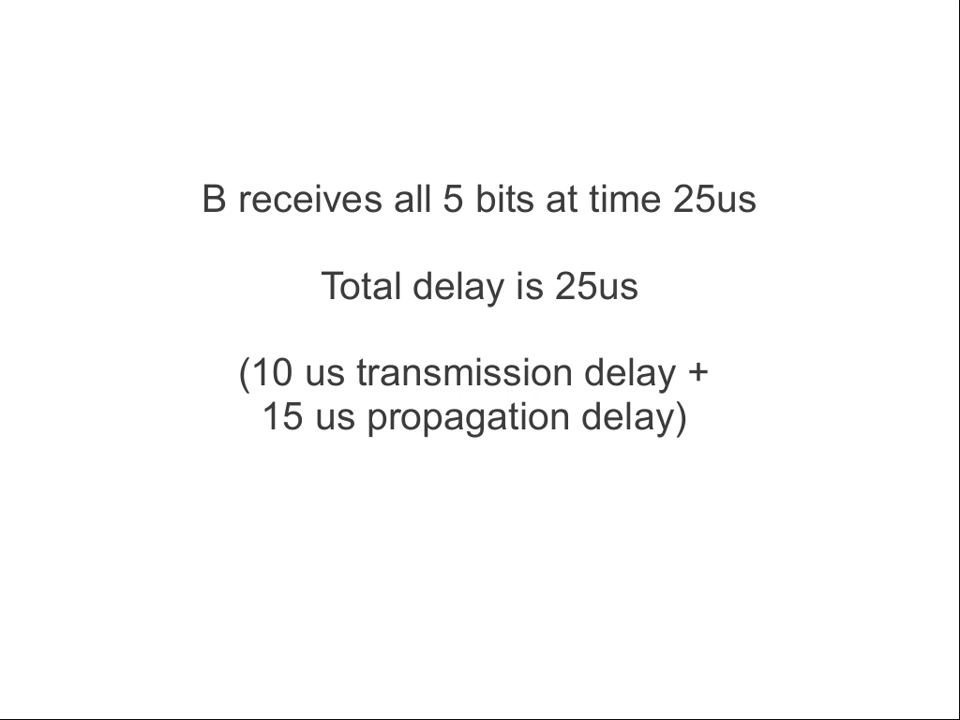 B receives all 5 bits at time 25us
Total delay is 25us
(10 us transmission delay +
15 us propagation delay)